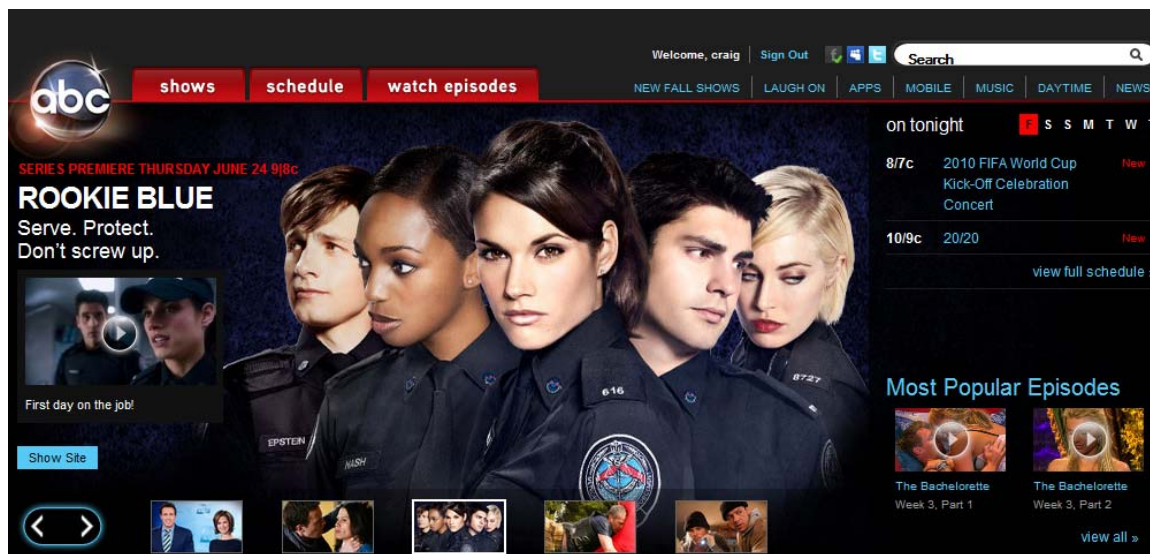 Welcome, craig
Sign Out
Search
abc
shows
schedule
watch episodes
NEW FALL SHOWS
LAUGH ON
APPS
MOBILE
MUSIC
DAYTIME
NEWS
SERIES PREMIERE THURSDAY JUNE 24 9|8c
ROOKIE BLUE
Serve. Protect.
Don't screw up.
First day on the job!
Show Site
EPSTEIN
NASH
616
8727
on tonight
F S S M T W
8/7c
2010 FIFA World Cup
Kick-Off Celebration
Concert
New
10/9c
20/20
New
view full schedule
Most Popular Episodes
The Bachelorette
Week 3, Part 1
The Bachelorette
Week 3, Part 2
view all »